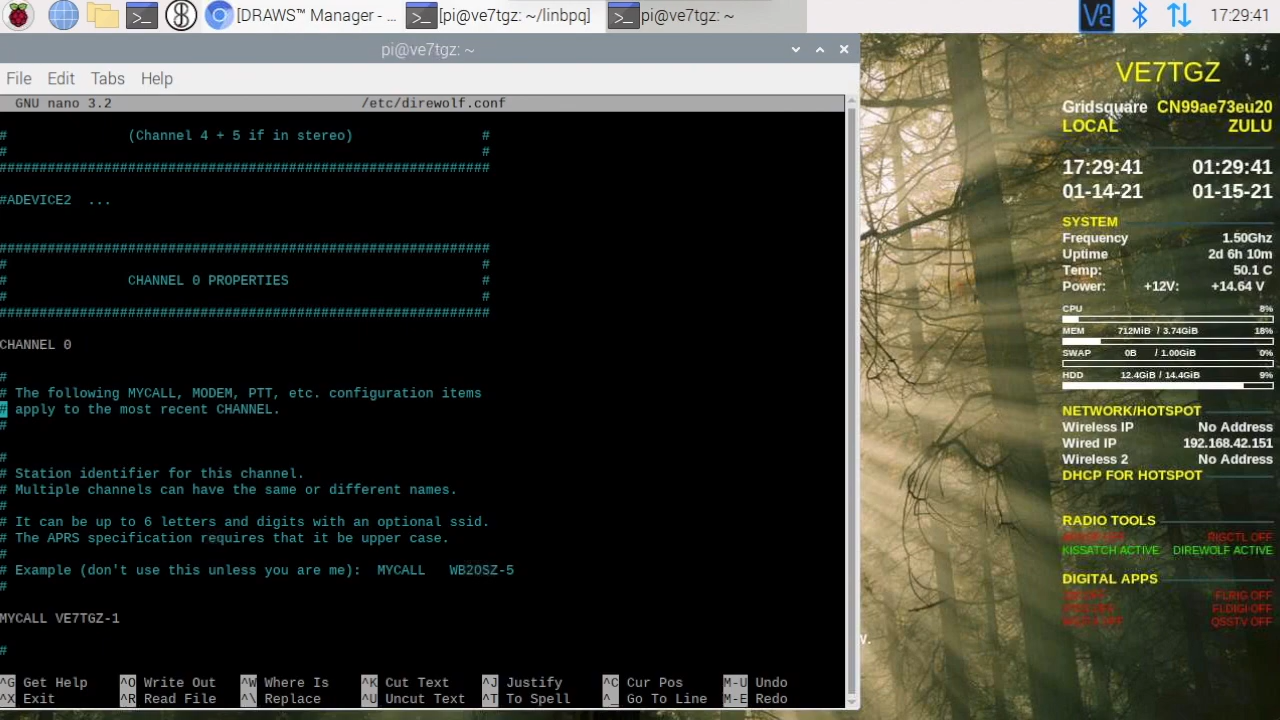 [DRAWS™ Manager - ... [pi@ve7tgz: ~/linbpq] pi@ve7tgz: ~ 17:29:41
pi@ve7tgz: ~
File Edit Tabs Help
GNU nano 3.2 /etc/direwolf.conf
# (Channel 4 + 5 if in stereo) #
# #
#############################################################
#ADEVICE2 ...
#############################################################
# #
# CHANNEL 0 PROPERTIES #
# #
#############################################################
CHANNEL 0
#
# The following MYCALL, MODEM, PTT, etc. configuration items
# apply to the most recent CHANNEL.
#
#
# Station identifier for this channel.
# Multiple channels can have the same or different names.
#
# It can be up to 6 letters and digits with an optional ssid.
# The APRS specification requires that it be upper case.
#
# Example (don't use this unless you are me): MYCALL WB2OSZ-5
#
MYCALL VE7TGZ-1
#
^G Get Help ^O Write Out ^W Where Is ^K Cut Text ^J Justify ^C Cur Pos M-U Undo
^X Exit ^R Read File ^\ Replace ^U Uncut Text ^T To Spell ^_ Go To Line M-E Redo
VE7TGZ
Gridsquare CN99ae73eu20
LOCAL ZULU
17:29:41 01:29:41
01-14-21 01-15-21
SYSTEM
Frequency 1.50Ghz
Uptime 2d 6h 10m
Temp: 50.1 C
Power: +12V: +14.64 V
CPU 8%
MEM 712MiB / 3.74GiB 18%
SWAP 0B / 1.00GiB 0%
HDD 12.4GiB / 14.4GiB 9%
NETWORK/HOTSPOT
Wireless IP No Address
Wired IP 192.168.42.151
Wireless 2 No Address
DHCP FOR HOTSPOT
RADIO TOOLS
RIGCTL OFF
KISSATCH ACTIVE DIREWOLF ACTIVE
DIGITAL APPS
FLRIG OFF
FLDIGI OFF
QSSTV OFF